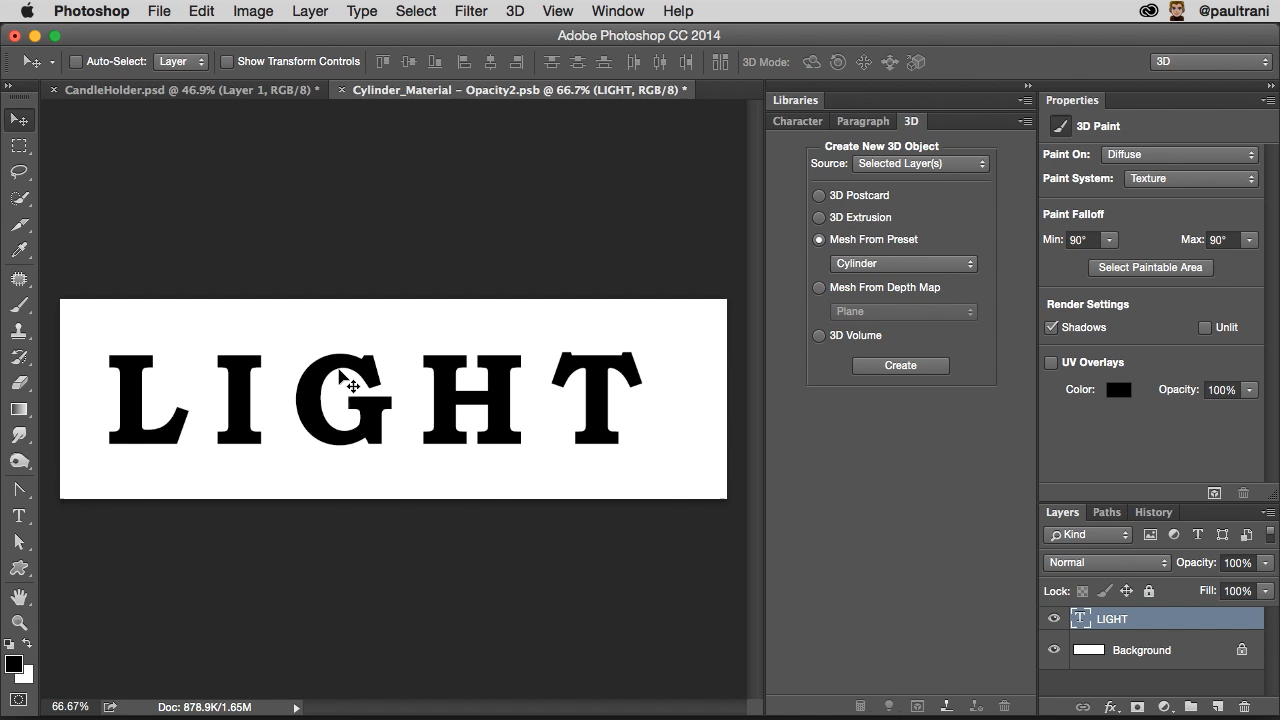 Photoshop File Edit Image Layer Type Select Filter 3D View Window Help @paultrani
Adobe Photoshop CC 2014
Auto-Select: Layer Show Transform Controls 3D Mode: 3D
CandleHolder.psd @ 46.9% (Layer 1, RGB/8) * Cylinder_Material – Opacity2.psb @ 66.7% (LIGHT, RGB/8) *
Libraries
Character Paragraph 3D
Create New 3D Object
Source: Selected Layer(s)
3D Postcard
3D Extrusion
Mesh From Preset
Cylinder
Mesh From Depth Map
Plane
3D Volume
Create
Properties
3D Paint
Paint On: Diffuse
Paint System: Texture
Paint Falloff
Min: 90° Max: 90°
Select Paintable Area
Render Settings
Shadows Unlit
UV Overlays
Color: Opacity: 100%
LIGHT
Layers Paths History
Kind
Normal Opacity: 100%
Lock: Fill: 100%
T LIGHT
Background
66.67% Doc: 878.9K/1.65M
fx